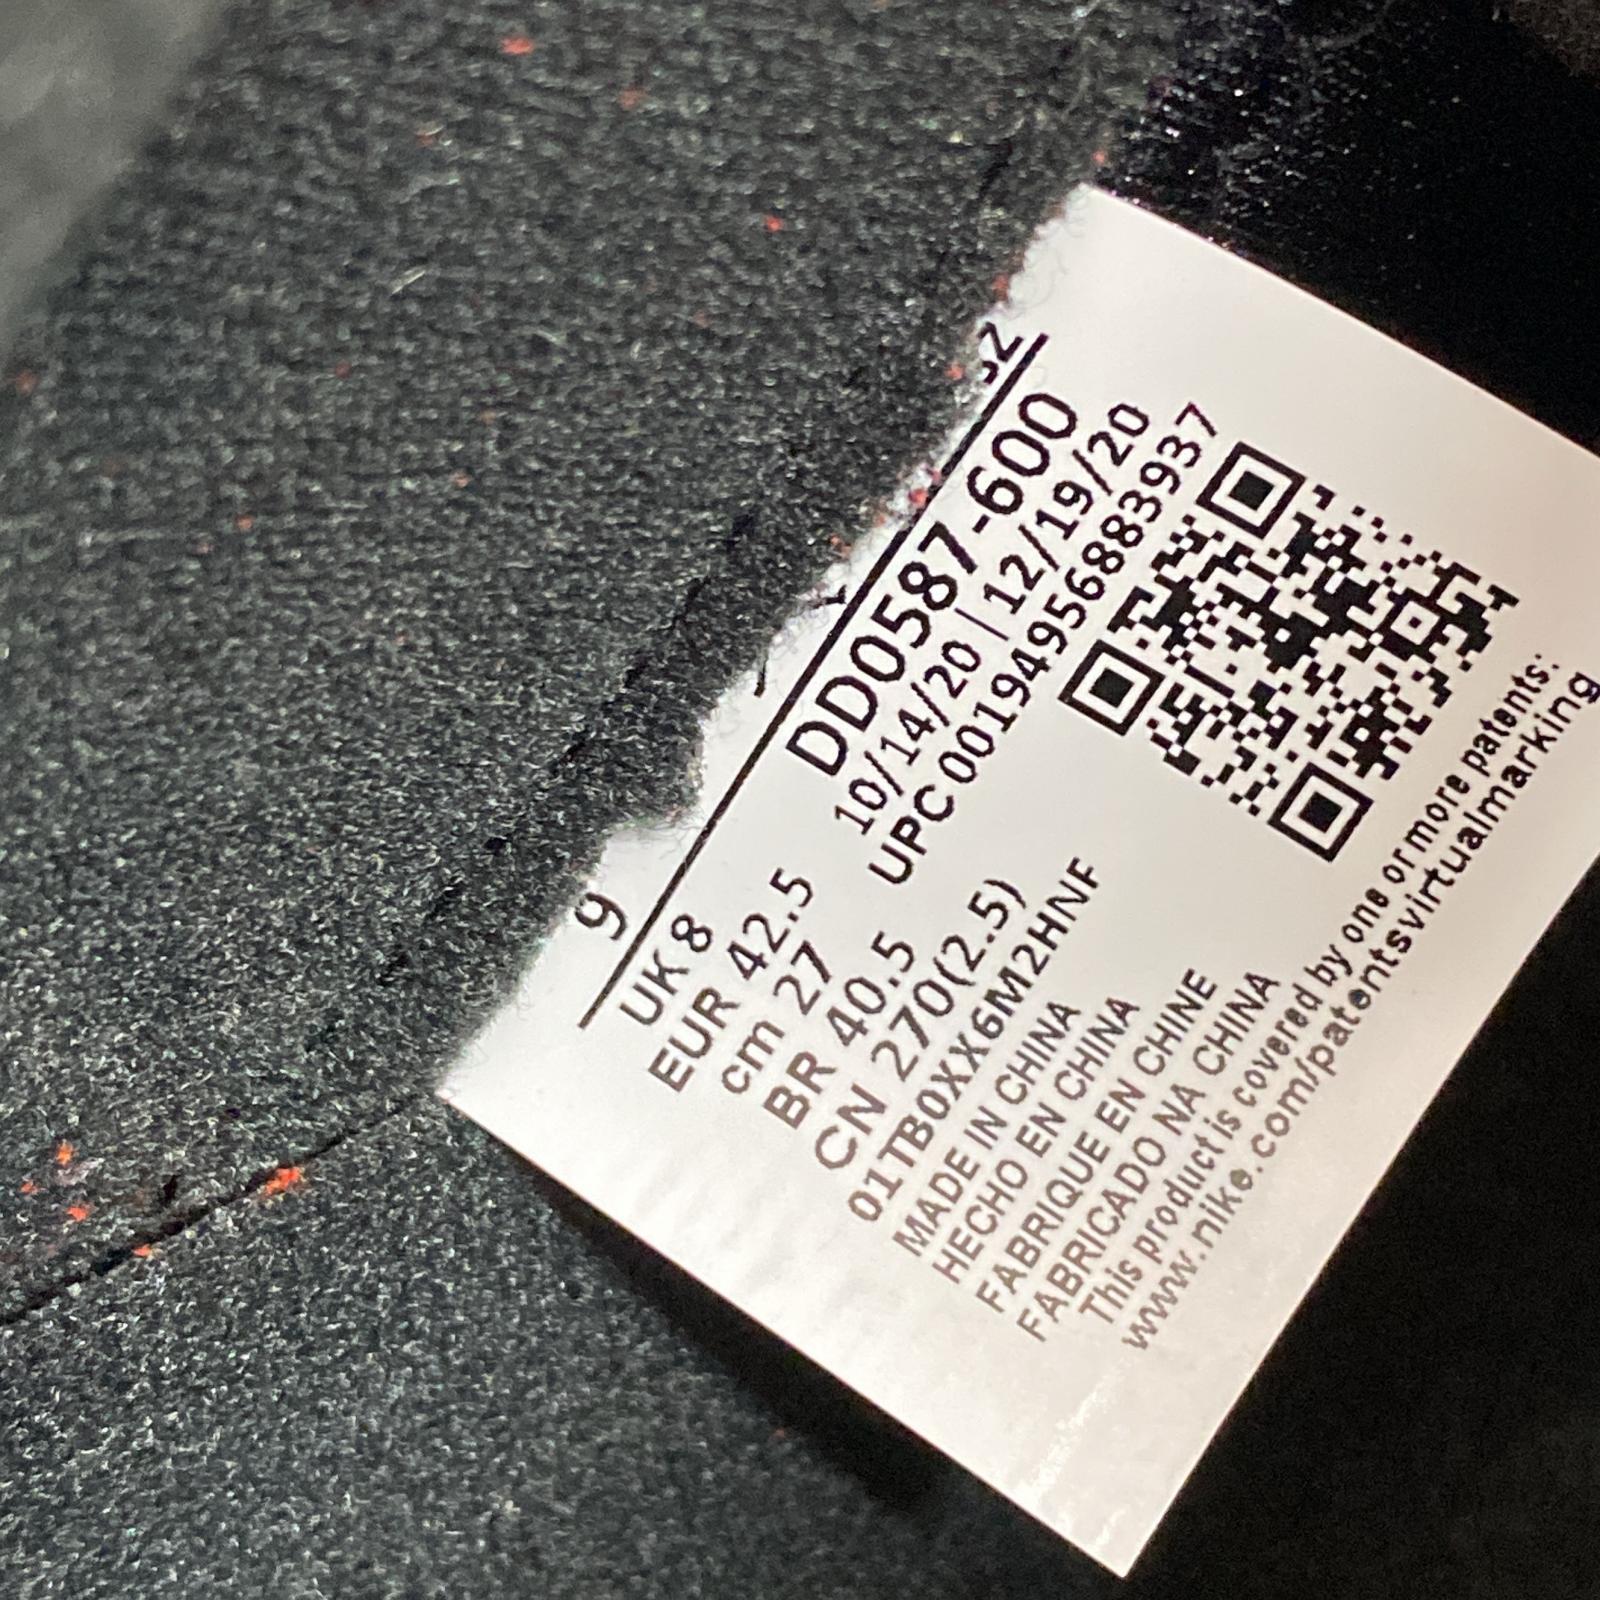 9
UK 8
EUR 42.5
cm 27
BR 40.5
CN 270(2.5)
01TB0XX6M2HNF
DD0587-600
10/14/20 | 12/19/20
UPC 00194956883937
MADE IN CHINA
HECHO EN CHINA
FABRIQUE EN CHINE
FABRICADO NA CHINA
This product is covered by one or more patents:
www.nike.com/patentsvirtualmarking